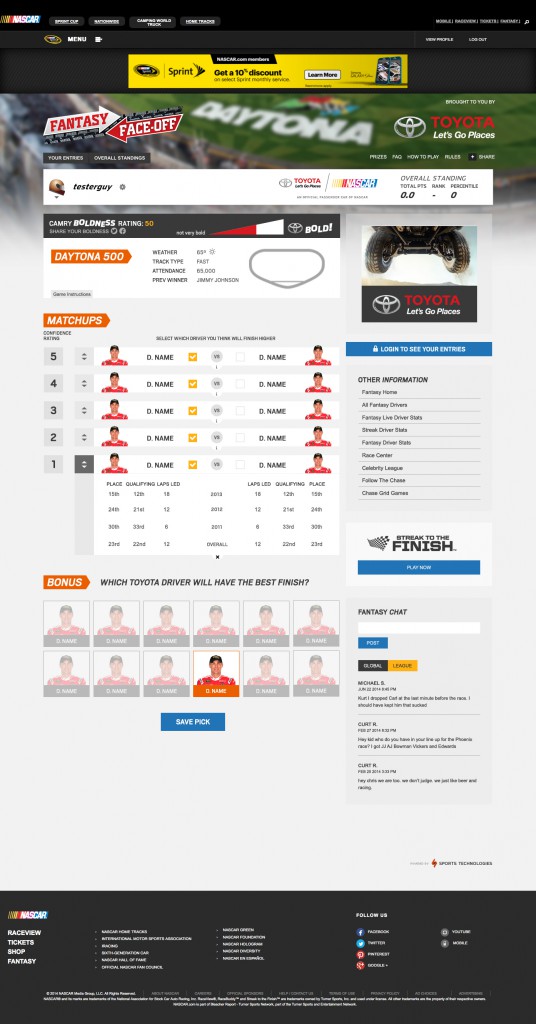 NASCAR
SPRINT CUP
NATIONWIDE
CAMPING WORLD
TRUCK
HOME TRACKS
MOBILE | RACEVIEW | TICKETS | FANTASY |
MENU
VIEW PROFILE
LOG OUT
Sprint
NASCAR.com members
Get a 10% discount
on select Sprint monthly service.
Learn More
FANTASY
FACE-OFF
DAYTONA
BROUGHT TO YOU BY
TOYOTA
Let's Go Places
YOUR ENTRIES
OVERALL STANDINGS
PRIZES FAQ HOW TO PLAY RULES + SHARE
testerguy
TOYOTA
Let's Go Places
NASCAR
AN OFFICIAL PASSENGER CAR OF NASCAR
OVERALL STANDING
TOTAL PTS RANK PERCENTILE
0.0 - 0
CAMRY BOLDNESS RATING: 50
SHARE YOUR BOLDNESS
not very bold
BOLD!
DAYTONA 500
WEATHER 65º
TRACK TYPE FAST
ATTENDANCE 65,000
PREV WINNER JIMMY JOHNSON
Game Instructions
TOYOTA
Let's Go Places
MATCHUPS
CONFIDENCE
RATING
SELECT WHICH DRIVER YOU THINK WILL FINISH HIGHER
5 D. NAME VS D. NAME
4 D. NAME VS D. NAME
3 D. NAME VS D. NAME
2 D. NAME VS D. NAME
1 D. NAME VS D. NAME
PLACE QUALIFYING LAPS LED LAPS LED QUALIFYING PLACE
15th 12th 18 2013 18 12th 15th
24th 21st 12 2012 12 21st 24th
30th 33rd 6 2011 6 33rd 30th
23rd 22nd 12 OVERALL 12 22nd 23rd
LOGIN TO SEE YOUR ENTRIES
OTHER INFORMATION
Fantasy Home
All Fantasy Drivers
Fantasy Live Driver Stats
Streak Driver Stats
Fantasy Driver Stats
Race Center
Celebrity League
Follow The Chase
Chase Grid Games
STREAK TO THE
FINISH
PLAY NOW
BONUS WHICH TOYOTA DRIVER WILL HAVE THE BEST FINISH?
D. NAME D. NAME D. NAME D. NAME D. NAME D. NAME
D. NAME D. NAME D. NAME D. NAME D. NAME D. NAME
SAVE PICK
FANTASY CHAT
POST
GLOBAL LEAGUE
MICHAEL S.
JUN 22 2014 8:45 PM
Kurt I dropped Carl at the last minute before the race. I
should have kept him that sucked
CURT R.
FEB 27 2014 6:33 PM
Hey kid who do you have in your line up for the Phoenix
race? I got JJ AJ Bowman Vickers and Edwards
CURT R.
FEB 25 2014 3:33 PM
hey chris we are too. we don't judge. we just like beer and
racing.
POWERED BY SPORTS TECHNOLOGIES
NASCAR
RACEVIEW
TICKETS
SHOP
FANTASY
NASCAR HOME TRACKS
INTERNATIONAL MOTOR SPORTS ASSOCIATION
IRACING
SIXTH GENERATION CAR
NASCAR HALL OF FAME
OFFICIAL NASCAR FAN COUNCIL
NASCAR GREEN
NASCAR FOUNDATION
NASCAR HOLOGRAM
NASCAR DIVERSITY
NASCAR EN ESPAÑOL
FOLLOW US
FACEBOOK
TWITTER
PINTEREST
GOOGLE +
YOUTUBE
MOBILE
© 2014 NASCAR Media Group, LLC, All Rights Reserved. ABOUT NASCAR CAREERS OFFICIAL SPONSORS HELP / CONTACT US TERMS OF USE PRIVACY POLICY AD CHOICES ADVERTISING
NASCAR® and its marks are trademarks of the National Association for Stock Car Auto Racing, Inc. RaceView®, RaceBuddy™ and Streak to the Finish™ are trademarks owned by Turner Sports, Inc. and used under license. All other trademarks are the property of their respective owners.
NASCAR.com is part of Bleacher Report - Turner Sports Network, part of the Turner Sports and Entertainment Network.